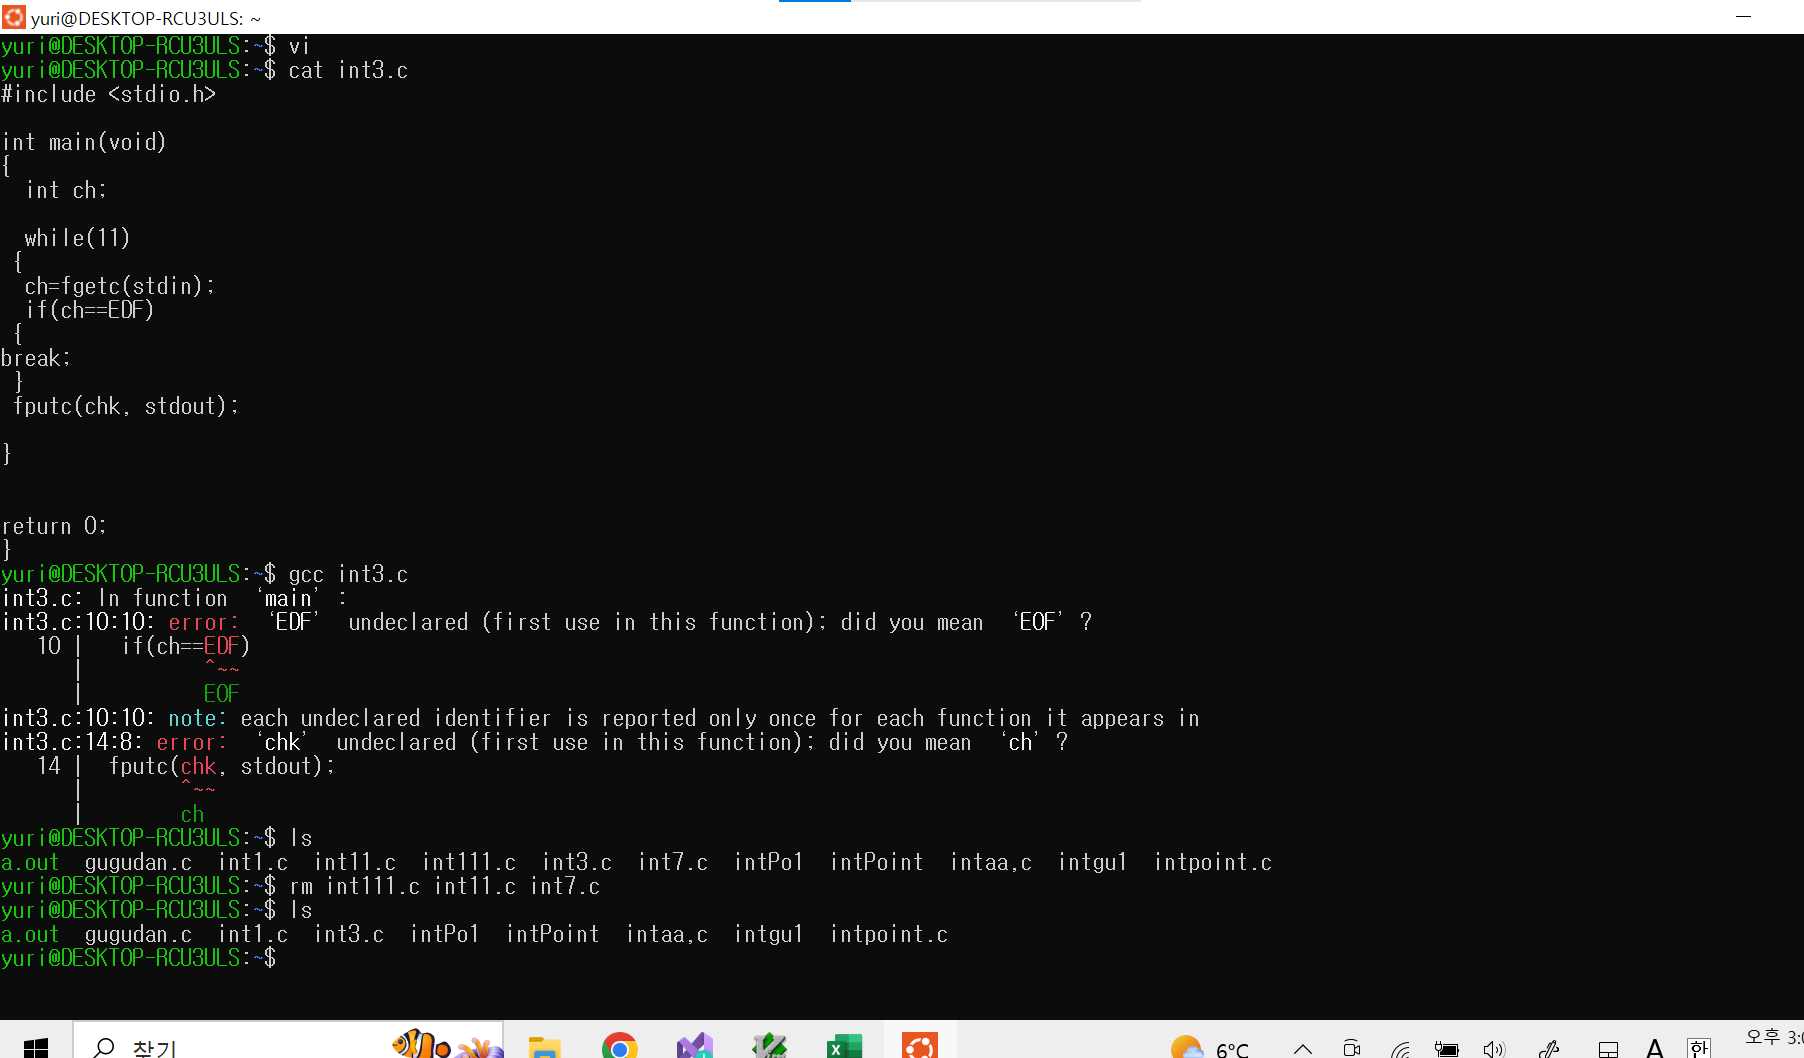 yuri@DESKTOP-RCU3ULS: ~
yuri@DESKTOP-RCU3ULS:~$ vi
yuri@DESKTOP-RCU3ULS:~$ cat int3.c
#include <stdio.h>
int main(void)
{
int ch;
while(11)
{
ch=fgetc(stdin);
if(ch==EDF)
{
break;
}
fputc(chk, stdout);
}
return 0;
}
yuri@DESKTOP-RCU3ULS:~$ gcc int3.c
int3.c: In function ‘main’ :
int3.c:10:10: error: ‘EDF’ undeclared (first use in this function); did you mean ‘EOF’ ?
10 | if(ch==EDF)
| ^~~
| EOF
int3.c:10:10: note: each undeclared identifier is reported only once for each function it appears in
int3.c:14:8: error: ‘chk’ undeclared (first use in this function); did you mean ‘ch’ ?
14 | fputc(chk, stdout);
| ^~~
| ch
yuri@DESKTOP-RCU3ULS:~$ ls
a.out gugudan.c int1.c int11.c int111.c int3.c int7.c intPo1 intPoint intaa,c intgu1 intpoint.c
yuri@DESKTOP-RCU3ULS:~$ rm int111.c int11.c int7.c
yuri@DESKTOP-RCU3ULS:~$ ls
a.out gugudan.c int1.c int3.c intPo1 intPoint intaa,c intgu1 intpoint.c
yuri@DESKTOP-RCU3ULS:~$
찾기
6°C
A
한
오후